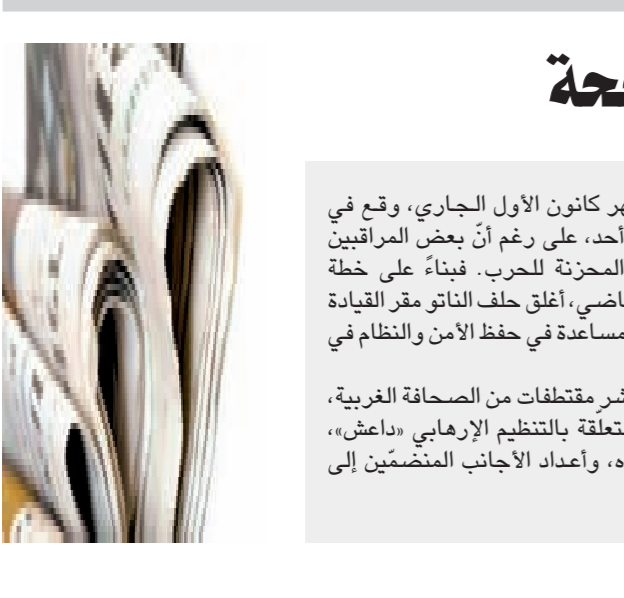 هر كانون الأول الجاري، وقع في
أحد، على رغم أنّ بعض المراقبين
المحزنة للحرب. فبناءً على خطة
اضي، أغلق حلف الناتو مقر القيادة
مساعدة في حفظ الأمن والنظام في
شر مقتطفات من الصحافة الغربية،
تعلّقة بالتنظيم الإرهابي «داعش»،
ه، وأعداد الأجانب المنضمّين إلى